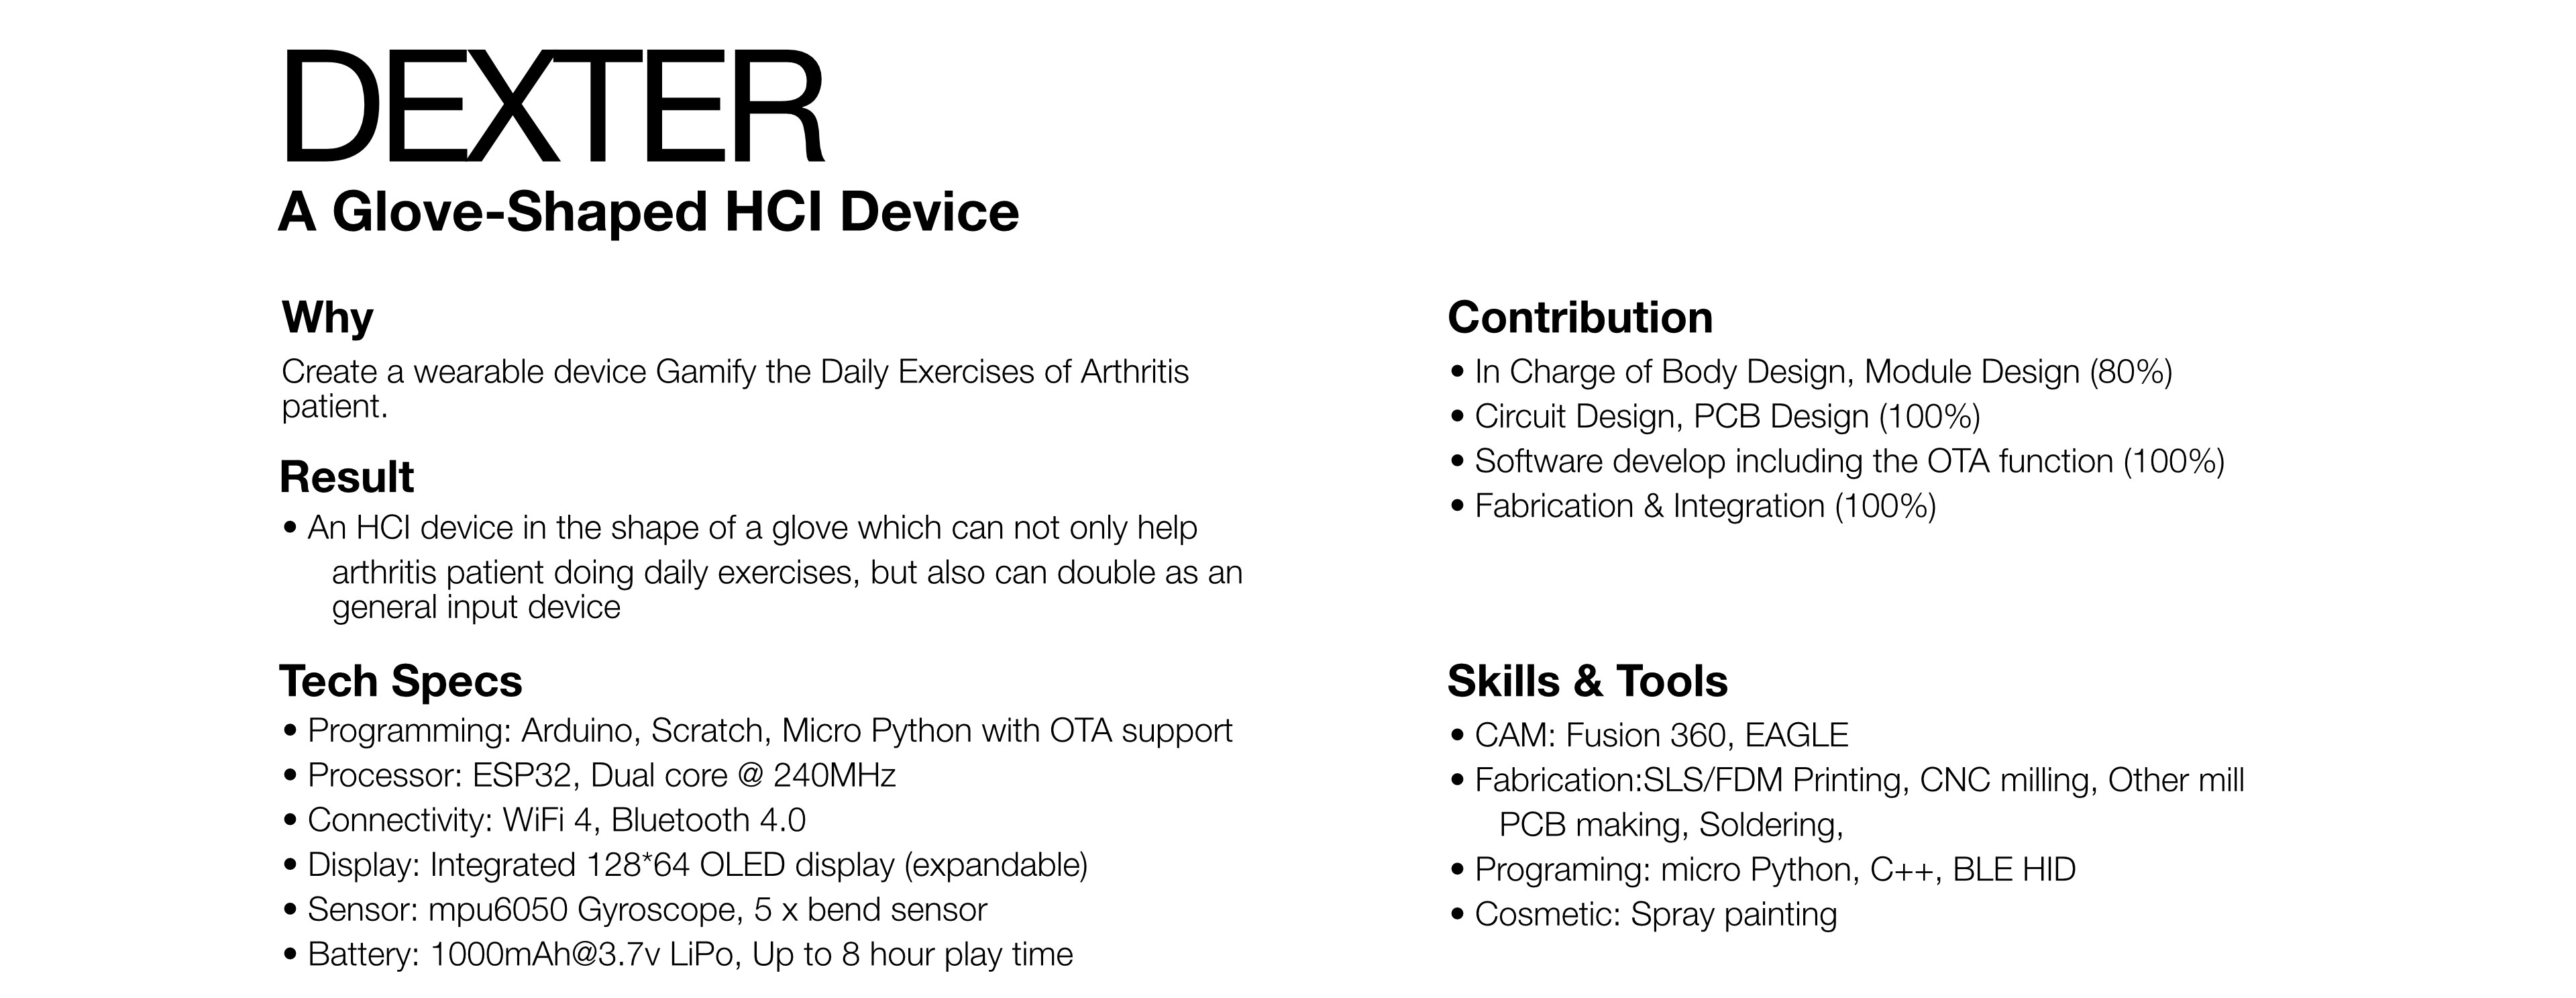 DEXTER
A Glove-Shaped HCI Device
Why
Create a wearable device Gamify the Daily Exercises of Arthritis
patient.
Result
• An HCI device in the shape of a glove which can not only help
arthritis patient doing daily exercises, but also can double as an
general input device
Tech Specs
• Programming: Arduino, Scratch, Micro Python with OTA support
• Processor: ESP32, Dual core @ 240MHz
• Connectivity: WiFi 4, Bluetooth 4.0
• Display: Integrated 128*64 OLED display (expandable)
• Sensor: mpu6050 Gyroscope, 5 x bend sensor
• Battery: 1000mAh@3.7v LiPo, Up to 8 hour play time
Contribution
• In Charge of Body Design, Module Design (80%)
• Circuit Design, PCB Design (100%)
• Software develop including the OTA function (100%)
• Fabrication & Integration (100%)
Skills & Tools
• CAM: Fusion 360, EAGLE
• Fabrication:SLS/FDM Printing, CNC milling, Other mill
PCB making, Soldering,
• Programing: micro Python, C++, BLE HID
• Cosmetic: Spray painting